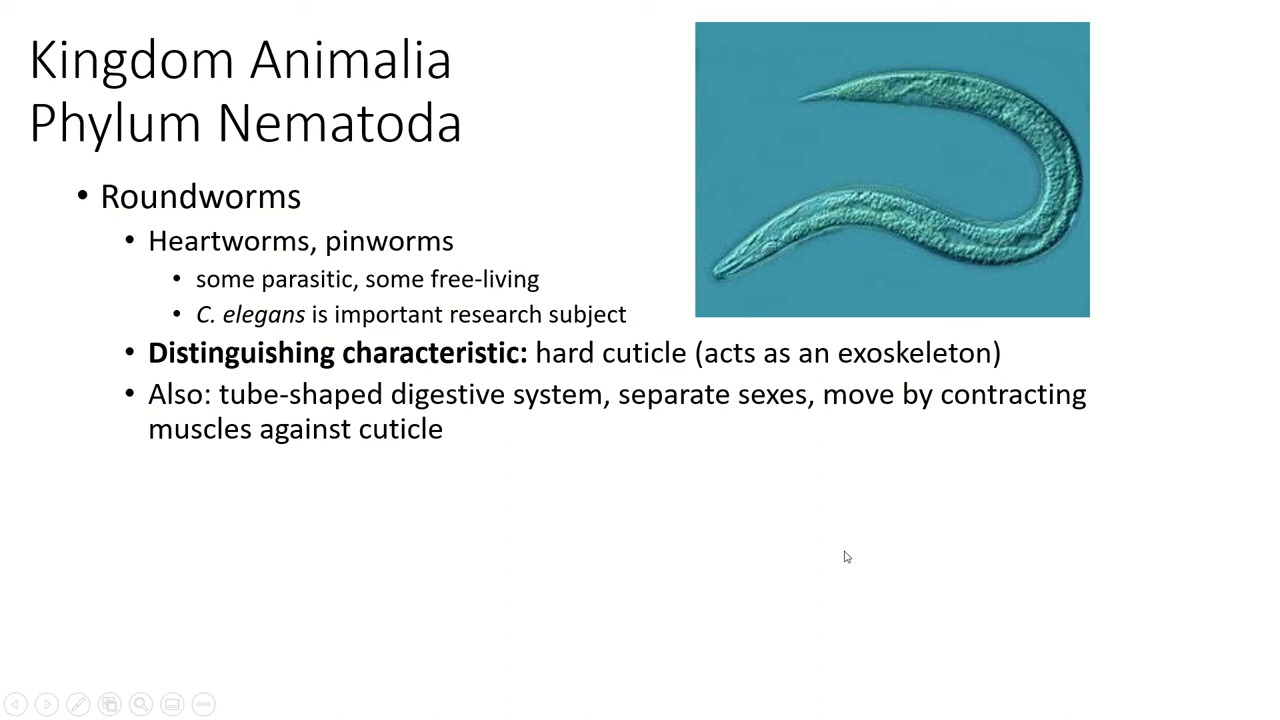 Kingdom Animalia
Phylum Nematoda
• Roundworms
• Heartworms, pinworms
• some parasitic, some free-living
• C. elegans is important research subject
• Distinguishing characteristic: hard cuticle (acts as an exoskeleton)
• Also: tube-shaped digestive system, separate sexes, move by contracting
muscles against cuticle